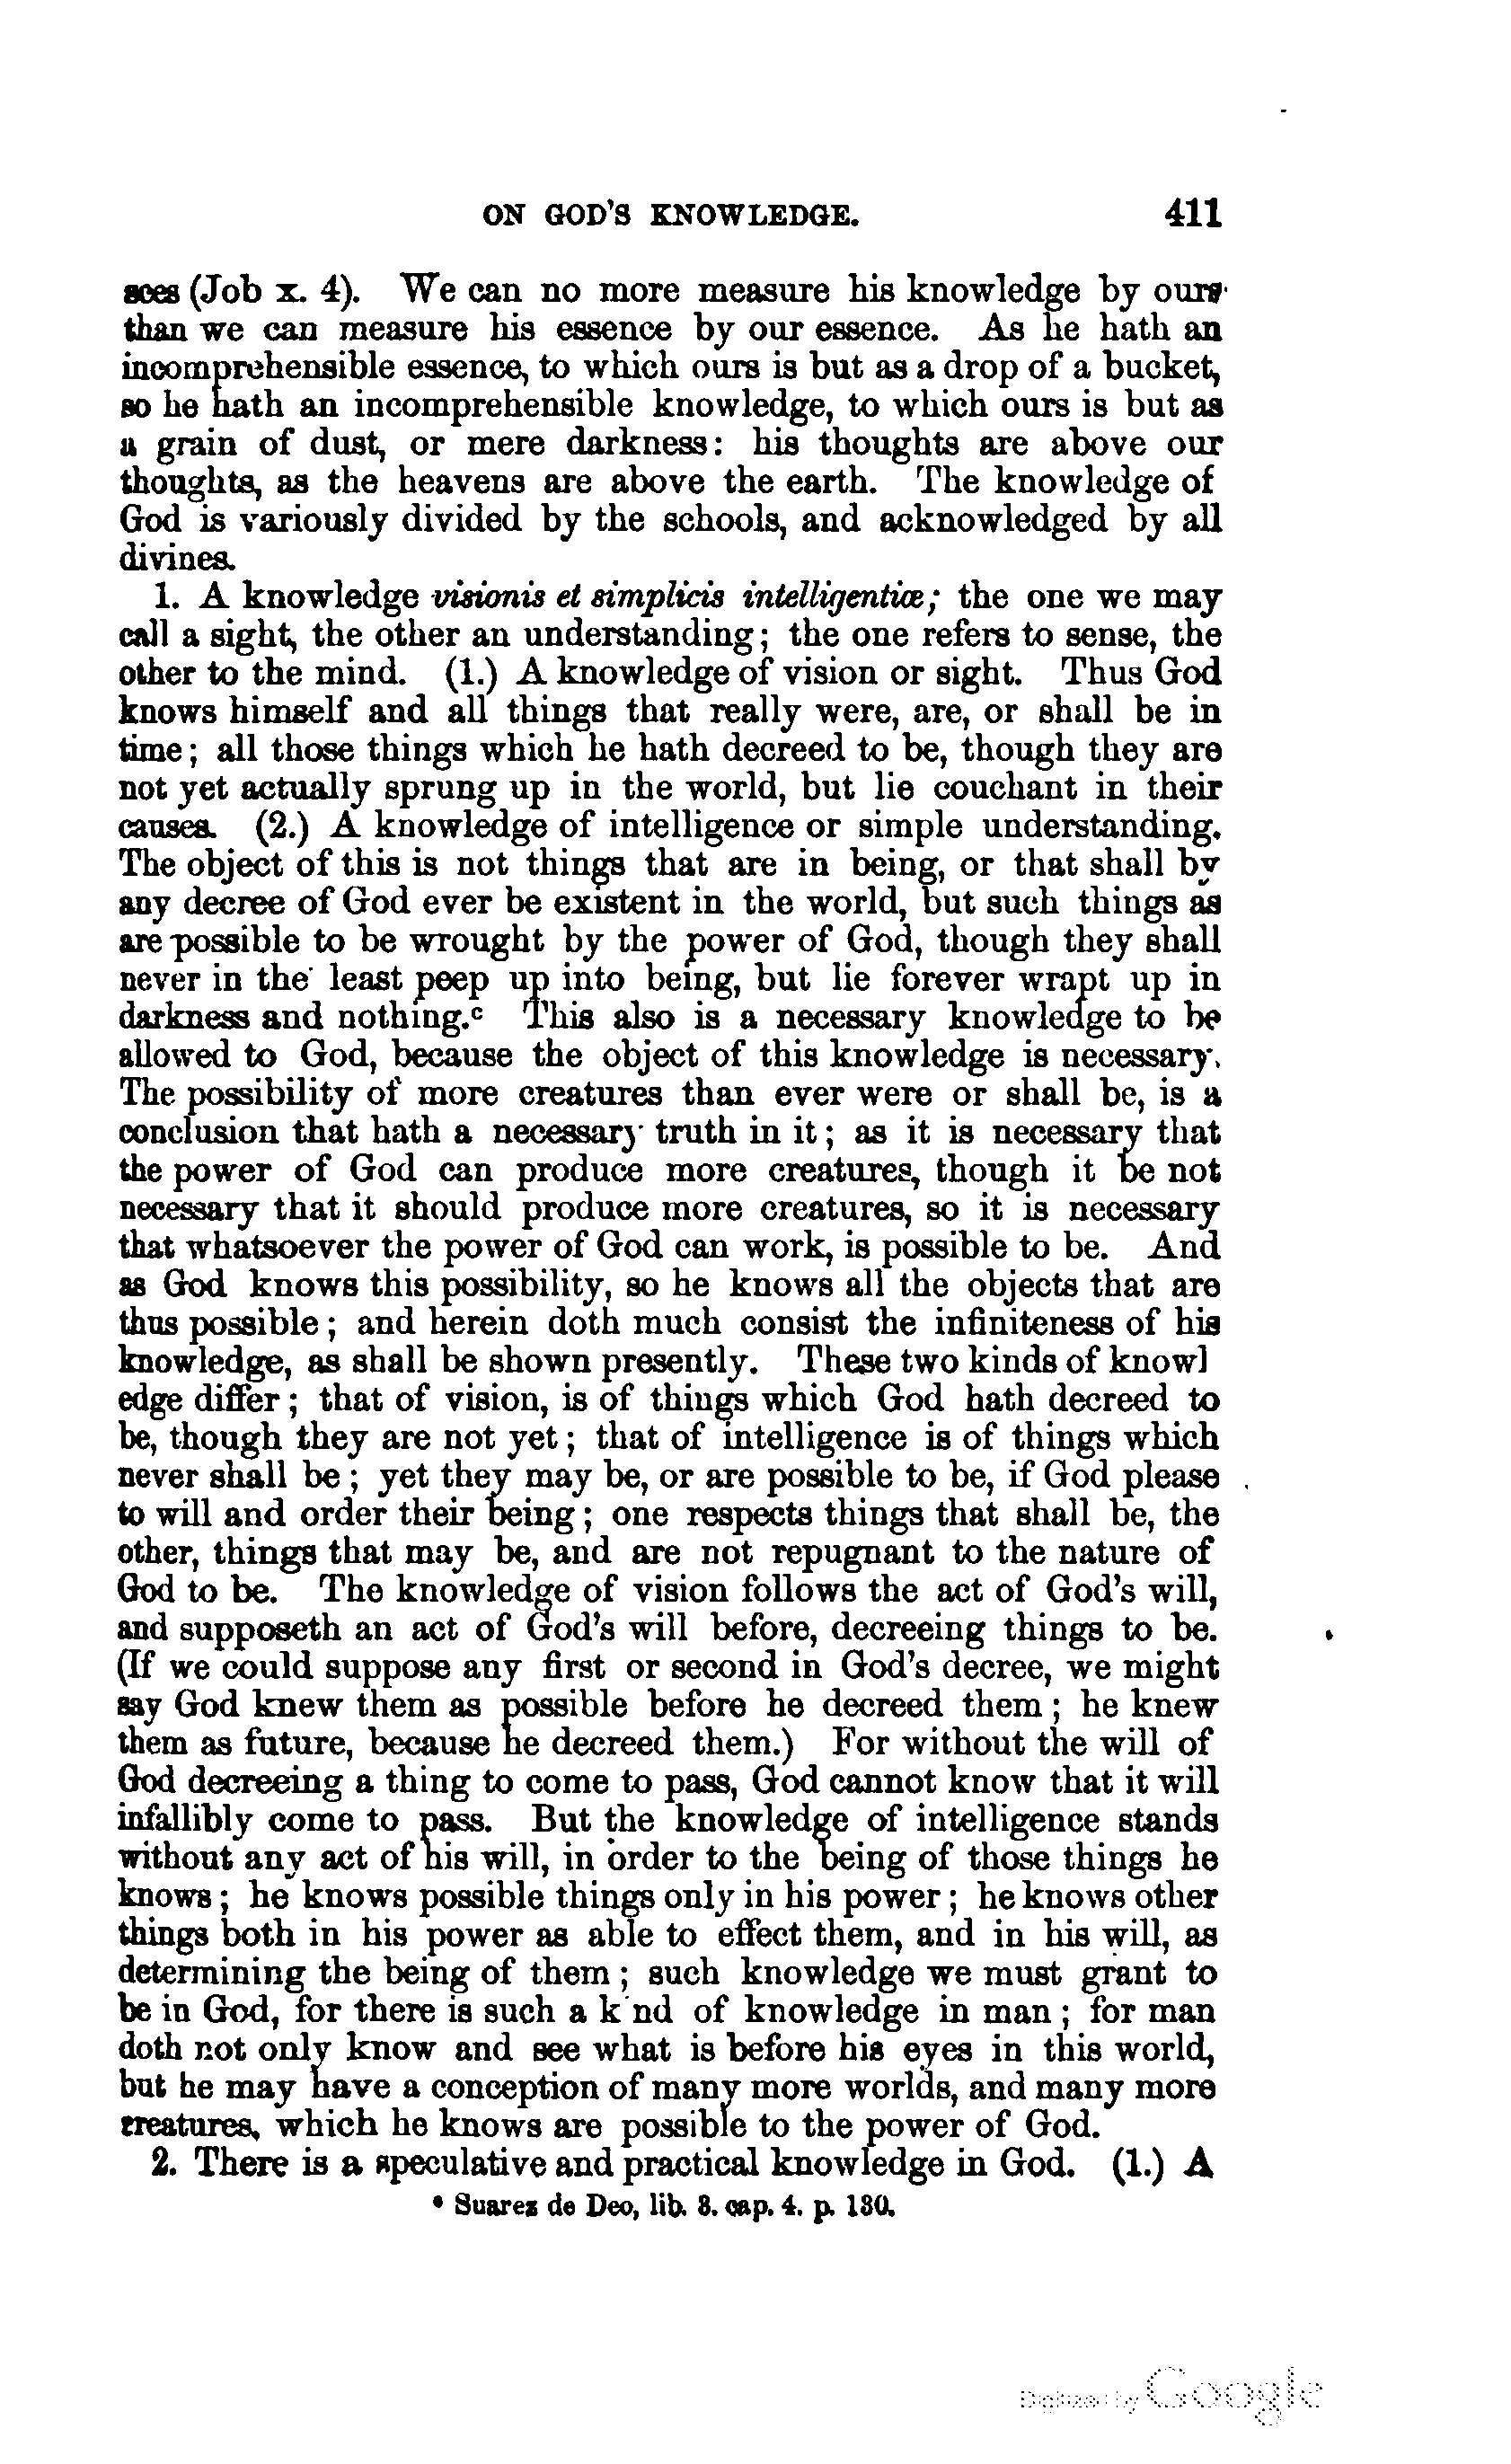 ON GOD'S KNOWLEDGE. 411
sees (Job x. 4). We can no more measure his knowledge by ours
than we can measure his essence by our essence. As he hath an
incomprehensible essence, to which ours is but as a drop of a bucket,
so he hath an incomprehensible knowledge, to which ours is but as
a grain of dust, or mere darkness: his thoughts are above our
thoughts, as the heavens are above the earth. The knowledge of
God is variously divided by the schools, and acknowledged by all
divines.
1. A knowledge visionis et simplicis intelligentiæ; the one we may
call a sight, the other an understanding; the one refers to sense, the
other to the mind. (1.) A knowledge of vision or sight. Thus God
knows himself and all things that really were, are, or shall be in
time; all those things which he hath decreed to be, though they are
not yet actually sprung up in the world, but lie couchant in their
causes. (2.) A knowledge of intelligence or simple understanding.
The object of this is not things that are in being, or that shall by
any decree of God ever be existent in the world, but such things as
are possible to be wrought by the power of God, though they shall
never in the least peep up into being, but lie forever wrapt up in
darkness and nothing.c This also is a necessary knowledge to be
allowed to God, because the object of this knowledge is necessary.
The possibility of more creatures than ever were or shall be, is a
conclusion that hath a necessary truth in it; as it is necessary that
the power of God can produce more creatures, though it be not
necessary that it should produce more creatures, so it is necessary
that whatsoever the power of God can work, is possible to be. And
as God knows this possibility, so he knows all the objects that are
thus possible; and herein doth much consist the infiniteness of his
knowledge, as shall be shown presently. These two kinds of knowl
edge differ; that of vision, is of things which God hath decreed to
be, though they are not yet; that of intelligence is of things which
never shall be; yet they may be, or are possible to be, if God please
to will and order their being; one respects things that shall be, the
other, things that may be, and are not repugnant to the nature of
God to be. The knowledge of vision follows the act of God's will,
and supposeth an act of God's will before, decreeing things to be.
(If we could suppose any first or second in God's decree, we might
say God knew them as possible before he decreed them; he knew
them as future, because he decreed them.) For without the will of
God decreeing a thing to come to pass, God cannot know that it will
infallibly come to pass. But the knowledge of intelligence stands
without any act of his will, in order to the being of those things he
knows; he knows possible things only in his power; he knows other
things both in his power as able to effect them, and in his will, as
determining the being of them; such knowledge we must grant to
be in God, for there is such a k nd of knowledge in man; for man
doth not only know and see what is before his eyes in this world,
but he may have a conception of many more worlds, and many more
creatures, which he knows are possible to the power of God.
2. There is a speculative and practical knowledge in God. (1.) A
c Suarez de Deo, lib. 3. cap. 4. p. 130.
Digitized by Google